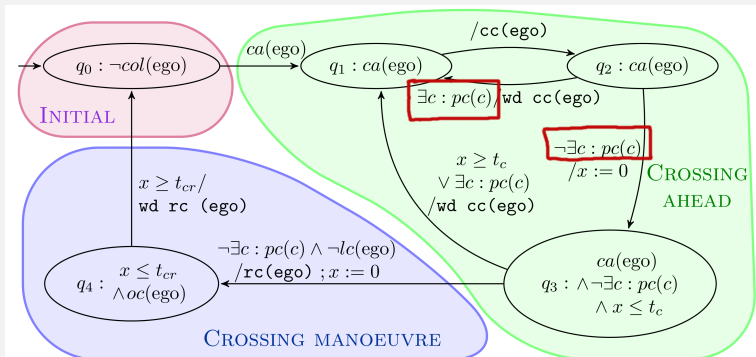 /cc(ego)
q₀ : ¬col(ego)
ca(ego)
q₁ : ca(ego)
q₂ : ca(ego)
∃c : pc(c)/wd cc(ego)
INITIAL
x ≥ t_c
∨ ∃c : pc(c)
/wd cc(ego)
¬∃c : pc(c)
/x := 0
CROSSING
AHEAD
x ≥ t_cr/
wd rc (ego)
¬∃c : pc(c) ∧ ¬lc(ego)
/rc(ego) ; x := 0
q₄ : x ≤ t_cr
∧oc(ego)
ca(ego)
q₃ : ∧¬∃c : pc(c)
∧ x ≤ t_c
CROSSING MANOEUVRE